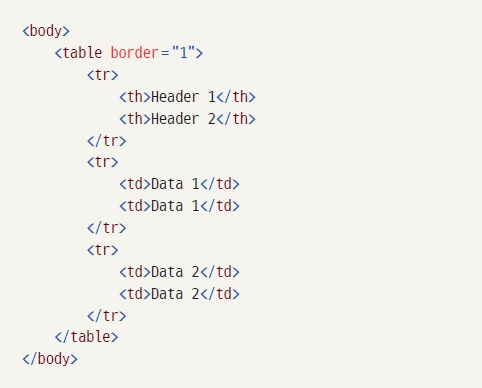 <body>
    <table border="1">
        <tr>
            <th>Header 1</th>
            <th>Header 2</th>
        </tr>
        <tr>
            <td>Data 1</td>
            <td>Data 1</td>
        </tr>
        <tr>
            <td>Data 2</td>
            <td>Data 2</td>
        </tr>
    </table>
</body>